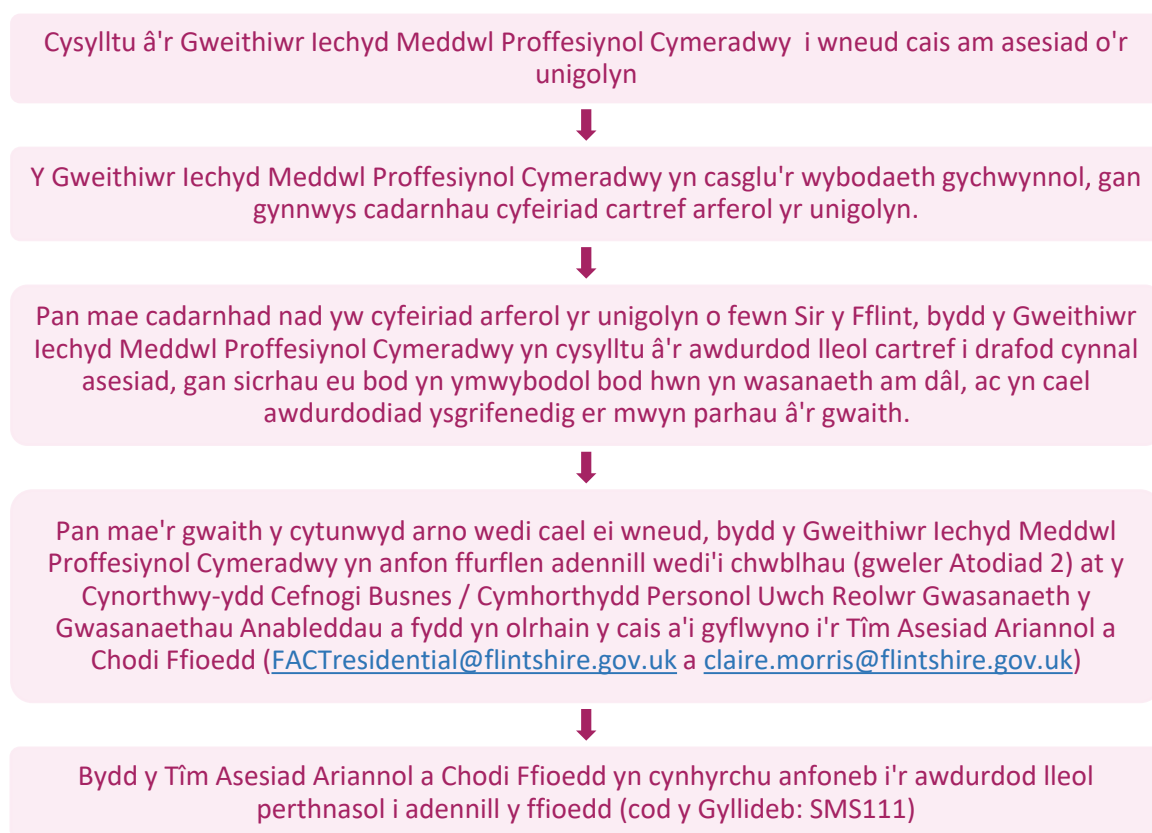 Cysylltu â'r Gweithiwr Iechyd Meddwl Proffesiynol Cymeradwy i wneud cais am asesiad o'r
unigolyn
Y Gweithiwr Iechyd Meddwl Proffesiynol Cymeradwy yn casglu'r wybodaeth gychwynnol, gan
gynnwys cadarnhau cyfeiriad cartref arferol yr unigolyn.
Pan mae cadarnhad nad yw cyfeiriad arferol yr unigolyn o fewn Sir y Fflint, bydd y Gweithiwr
Iechyd Meddwl Proffesiynol Cymeradwy yn cysylltu â'r awdurdod lleol cartref i drafod cynnal
asesiad, gan sicrhau eu bod yn ymwybodol bod hwn yn wasanaeth am dâl, ac yn cael
awdurdodiad ysgrifenedig er mwyn parhau â'r gwaith.
Pan mae'r gwaith y cytunwyd arno wedi cael ei wneud, bydd y Gweithiwr Iechyd Meddwl
Proffesiynol Cymeradwy yn anfon ffurflen adennill wedi'i chwblhau (gweler Atodiad 2) at y
Cynorthwy-ydd Cefnogi Busnes / Cymhorthydd Personol Uwch Reolwr Gwasanaeth y
Gwasanaethau Anableddau a fydd yn olrhain y cais a'i gyflwyno i'r Tîm Asesiad Ariannol a
Chodi Ffioedd (FACTresidential@flintshire.gov.uk a claire.morris@flintshire.gov.uk)
Bydd y Tîm Asesiad Ariannol a Chodi Ffioedd yn cynhyrchu anfoneb i'r awdurdod lleol
perthnasol i adennill y ffioedd (cod y Gyllideb: SMS111)